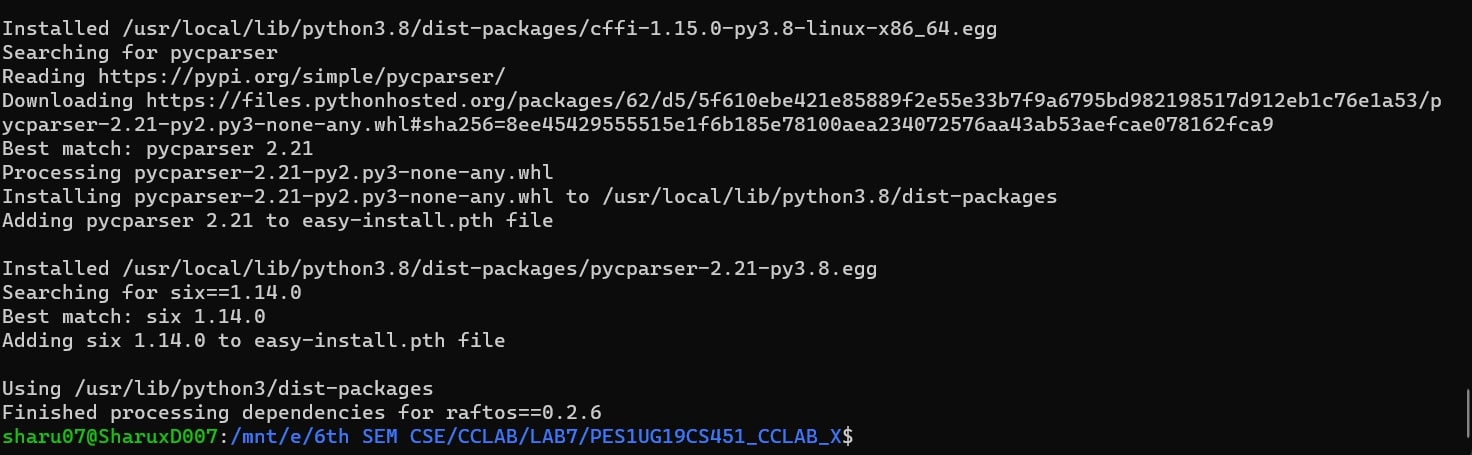 Installed /usr/local/lib/python3.8/dist-packages/cffi-1.15.0-py3.8-linux-x86_64.egg
Searching for pycparser
Reading https://pypi.org/simple/pycparser/
Downloading https://files.pythonhosted.org/packages/62/d5/5f610ebe421e85889f2e55e33b7f9a6795bd982198517d912eb1c76e1a53/p
ycparser-2.21-py2.py3-none-any.whl#sha256=8ee45429555515e1f6b185e78100aea234072576aa43ab53aefcae078162fca9
Best match: pycparser 2.21
Processing pycparser-2.21-py2.py3-none-any.whl
Installing pycparser-2.21-py2.py3-none-any.whl to /usr/local/lib/python3.8/dist-packages
Adding pycparser 2.21 to easy-install.pth file
Installed /usr/local/lib/python3.8/dist-packages/pycparser-2.21-py3.8.egg
Searching for six==1.14.0
Best match: six 1.14.0
Adding six 1.14.0 to easy-install.pth file
Using /usr/lib/python3/dist-packages
Finished processing dependencies for raftos==0.2.6
sharu07@SharuxD007:/mnt/e/6th SEM CSE/CCLAB/LAB7/PES1UG19CS451_CCLAB_X$